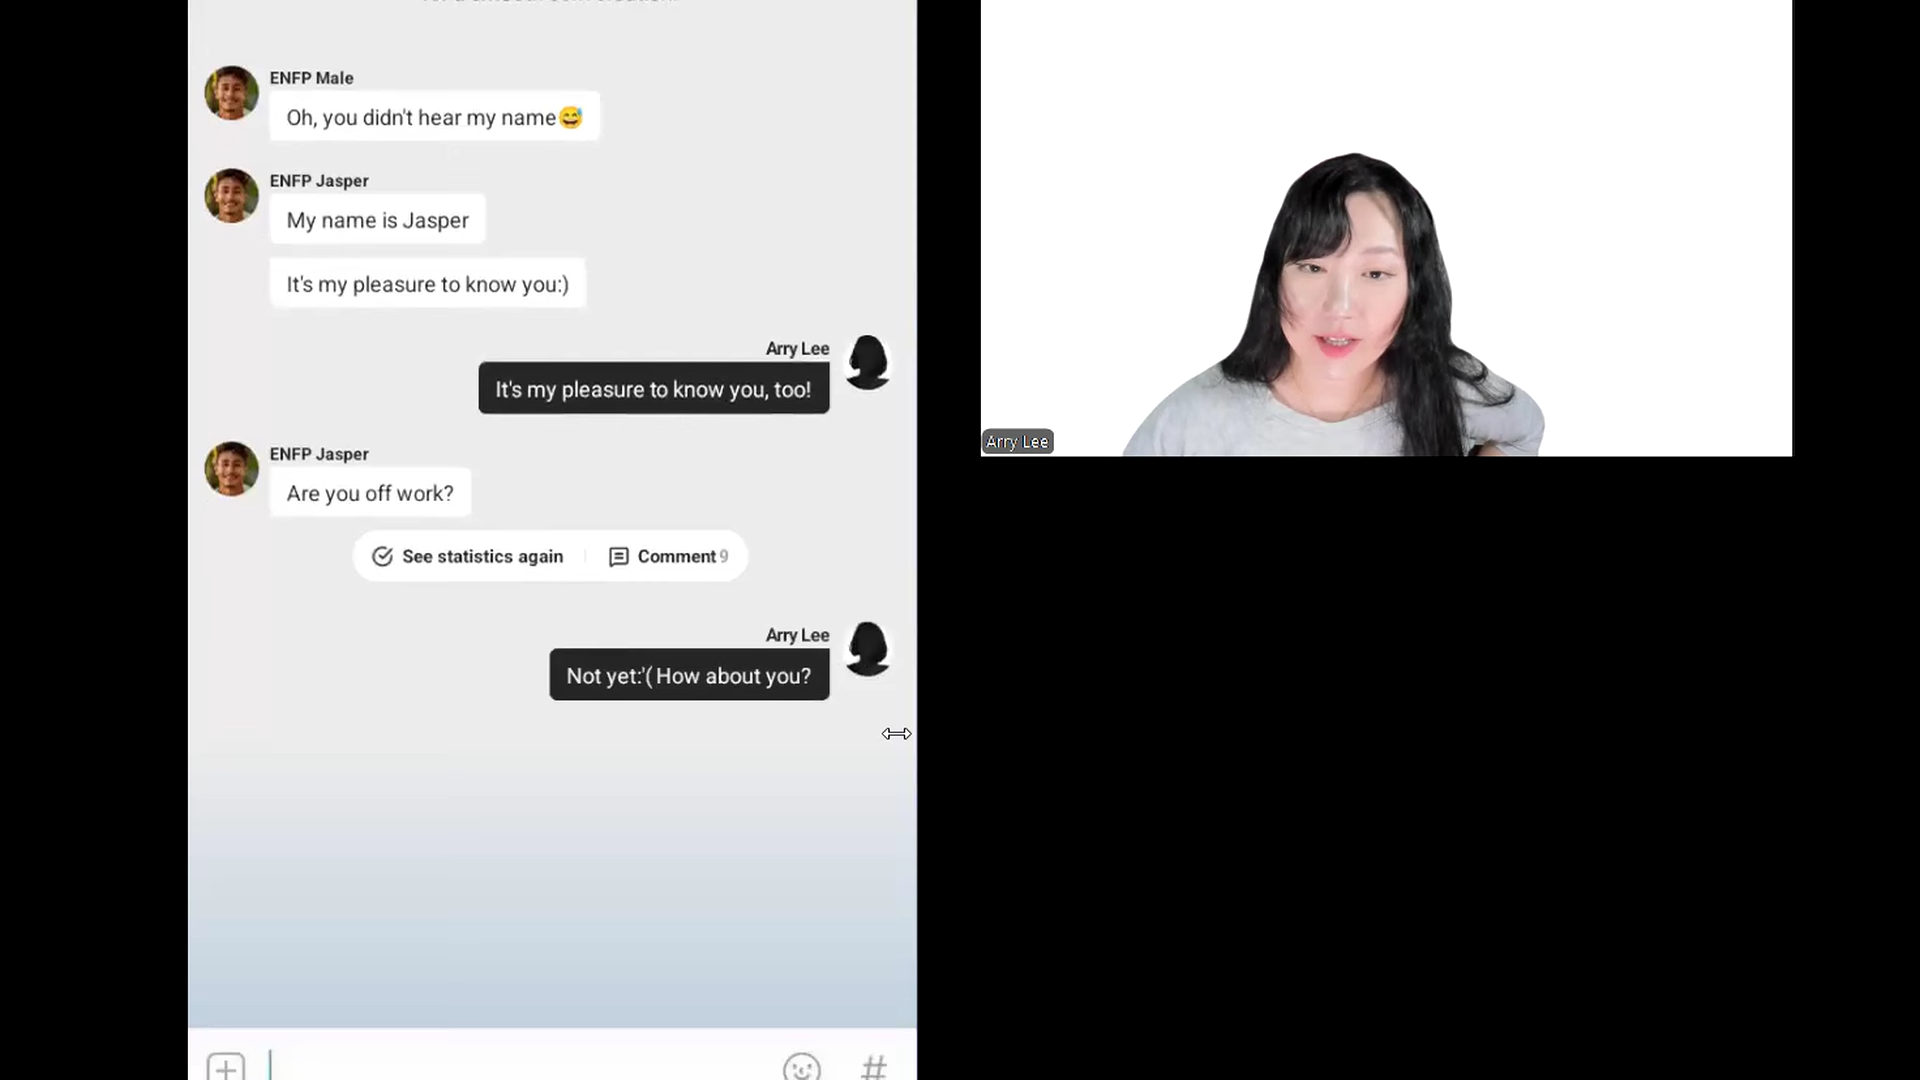 ENFP Male
Oh, you didn't hear my name😅
ENFP Jasper
My name is Jasper
It's my pleasure to know you:)
Arry Lee
It's my pleasure to know you, too!
ENFP Jasper
Are you off work?
See statistics again
Comment 9
Arry Lee
Not yet:'( How about you?
#
Arry Lee